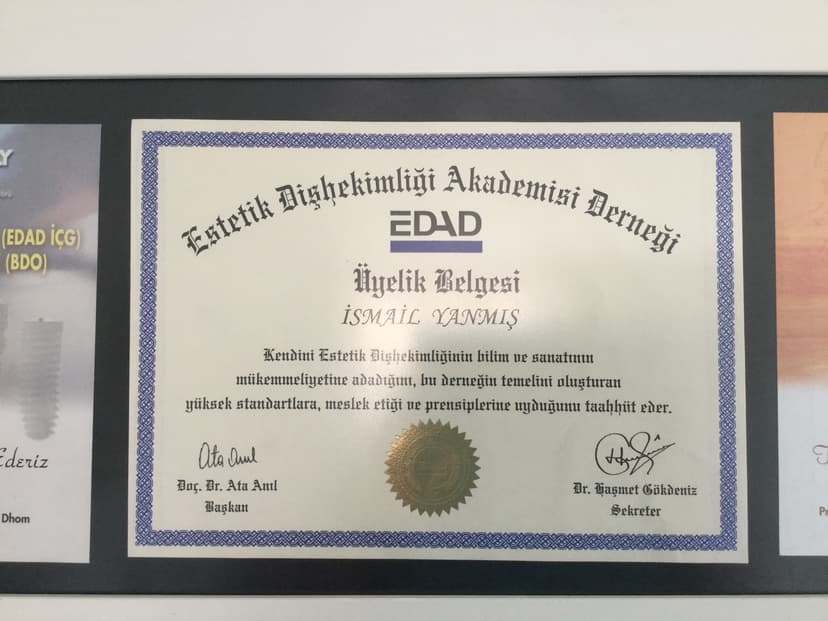 Y
(EDAD İÇG)
(BDO)
Ederiz
Dhom
Estetik Dişhekimliği Akademisi Derneği
EDAD
Üyelik Belgesi
İSMAİL YANMIŞ
Kendini Estetik Dişhekimliğinin bilim ve sanatının
mükemmeliyetine adadığını, bu derneğin temelini oluşturan
yüksek standartlara, meslek etiği ve prensiplerine uyduğunu taahhüt eder.
Ata Anıl
Doç. Dr. Ata Anıl
Başkan
Dr. Haşmet Gökdeniz
Sekreter